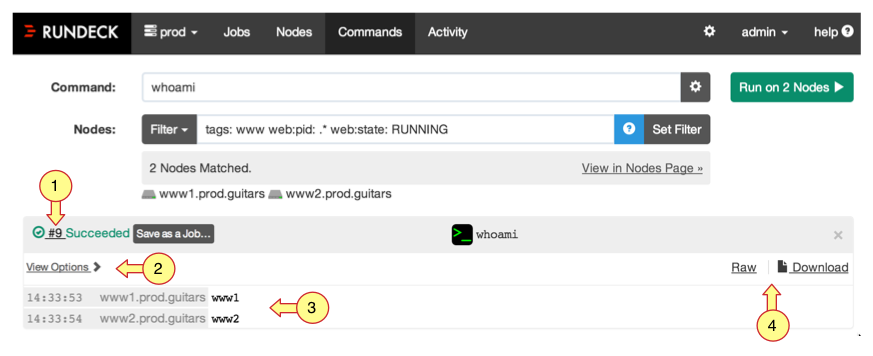 RUNDECK prod Jobs Nodes Commands Activity admin help ?
Command: whoami Run on 2 Nodes
Nodes: Filter tags: www web:pid: .* web:state: RUNNING ? Set Filter
2 Nodes Matched. View in Nodes Page »
www1.prod.guitars www2.prod.guitars
1
#9 Succeeded Save as a Job... >_ whoami ×
View Options 2 Raw Download
14:33:53 www1.prod.guitars www1
3
14:33:54 www2.prod.guitars www2
4